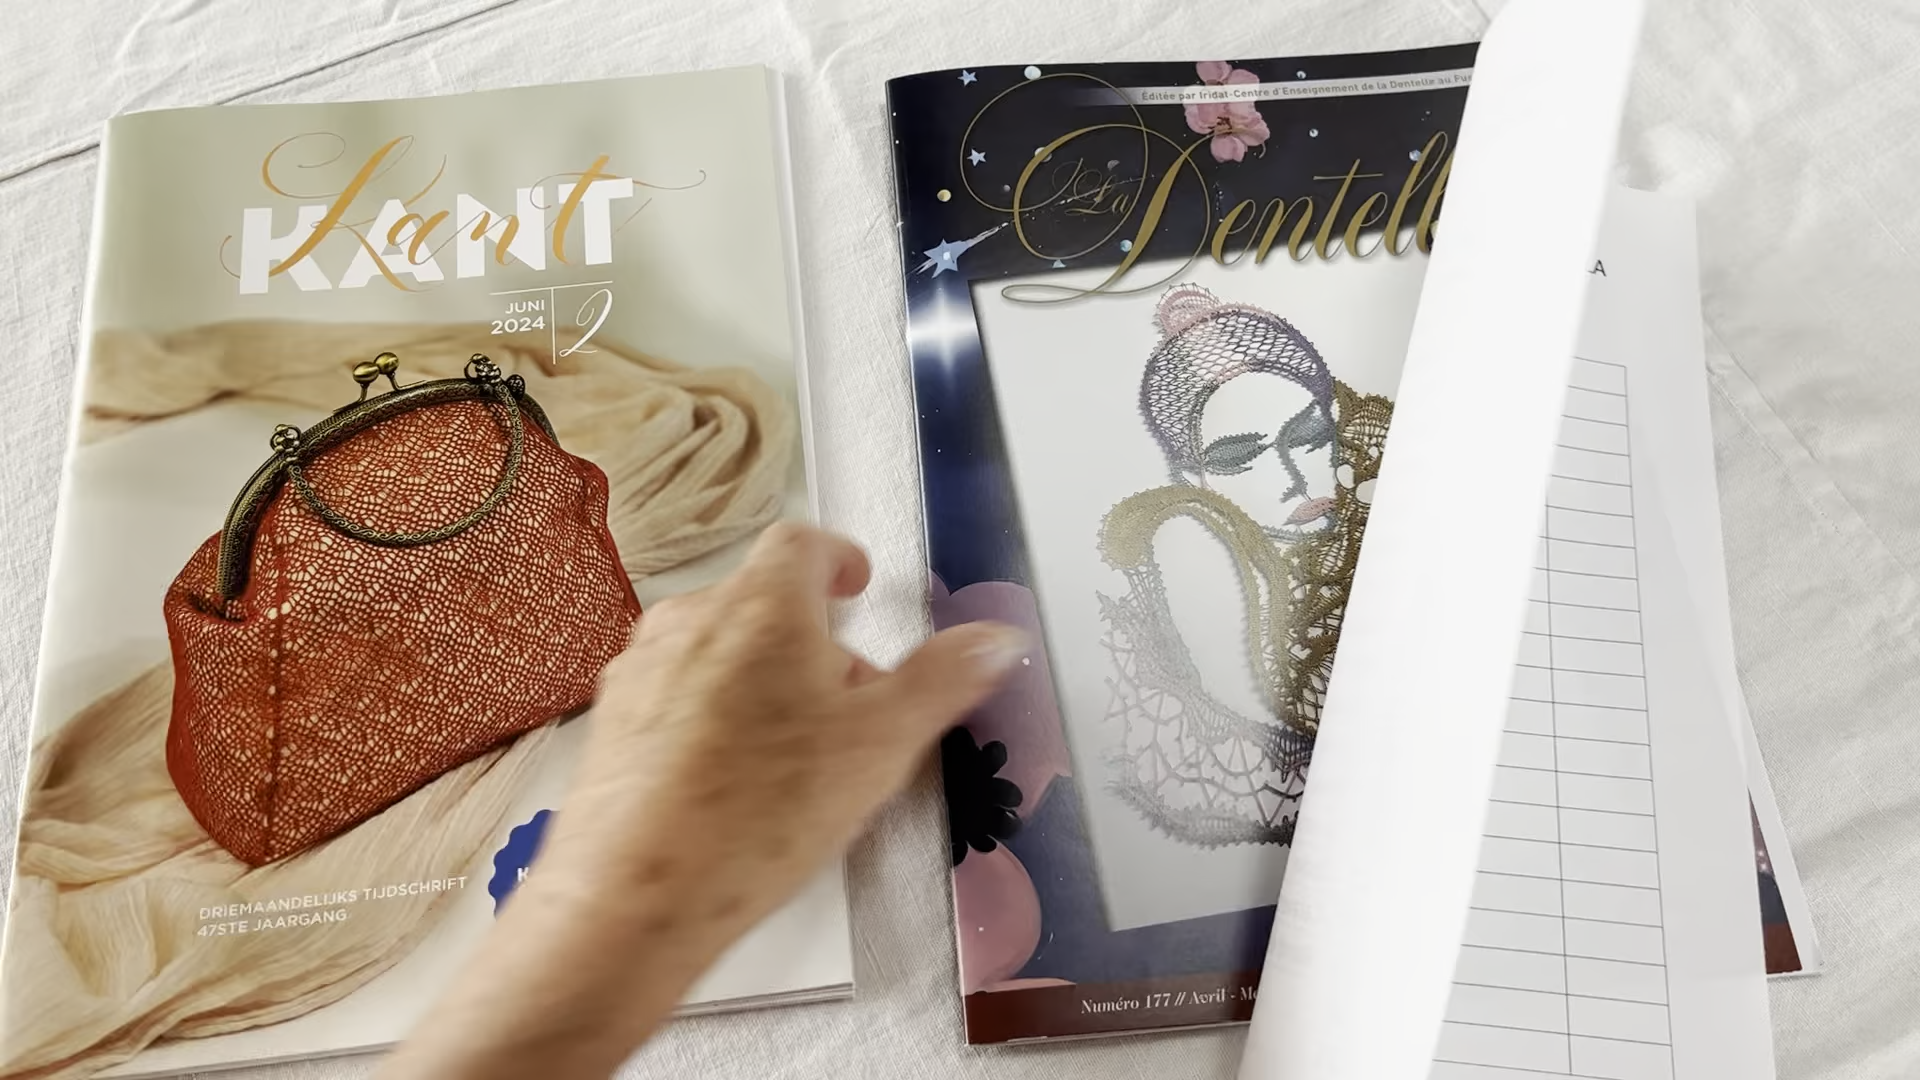 Kant
KANT
JUNI
2024
2
DRIEMAANDELIJKS TIJDSCHRIFT
47STE JAARGANG
Éditée par Iridat-Centre d'Enseignement de la Dentelle au
La Dentell
Numéro 177 // Avril -